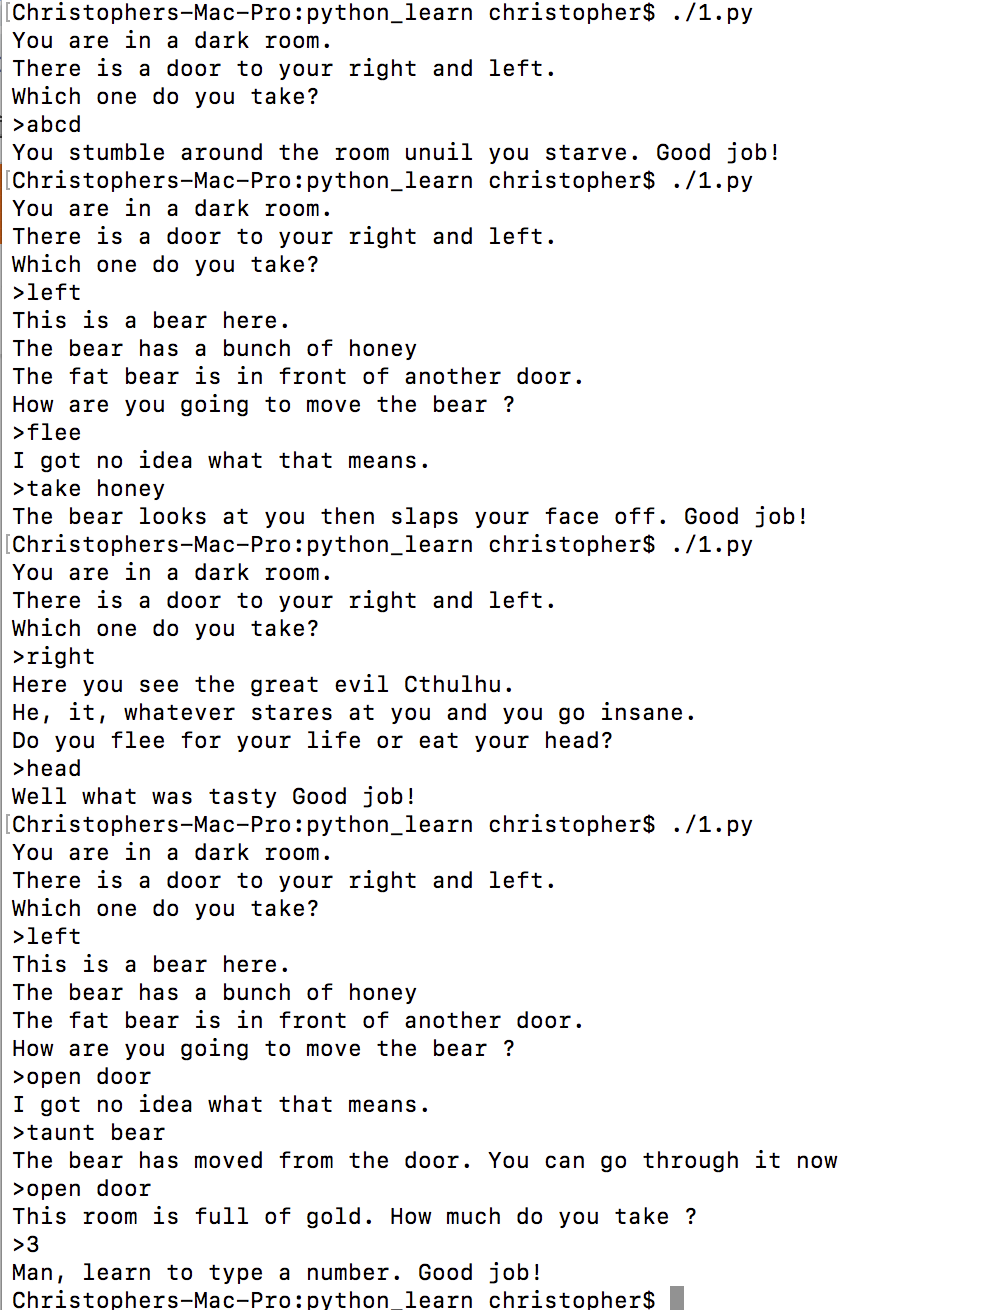 [Christophers-Mac-Pro:python_learn christopher$ ./1.py
You are in a dark room.
There is a door to your right and left.
Which one do you take?
>abcd
You stumble around the room unuil you starve. Good job!
[Christophers-Mac-Pro:python_learn christopher$ ./1.py
You are in a dark room.
There is a door to your right and left.
Which one do you take?
>left
This is a bear here.
The bear has a bunch of honey
The fat bear is in front of another door.
How are you going to move the bear ?
>flee
I got no idea what that means.
>take honey
The bear looks at you then slaps your face off. Good job!
[Christophers-Mac-Pro:python_learn christopher$ ./1.py
You are in a dark room.
There is a door to your right and left.
Which one do you take?
>right
Here you see the great evil Cthulhu.
He, it, whatever stares at you and you go insane.
Do you flee for your life or eat your head?
>head
Well what was tasty Good job!
[Christophers-Mac-Pro:python_learn christopher$ ./1.py
You are in a dark room.
There is a door to your right and left.
Which one do you take?
>left
This is a bear here.
The bear has a bunch of honey
The fat bear is in front of another door.
How are you going to move the bear ?
>open door
I got no idea what that means.
>taunt bear
The bear has moved from the door. You can go through it now
>open door
This room is full of gold. How much do you take ?
>3
Man, learn to type a number. Good job!
Christophers-Mac-Pro:python_learn christopher$